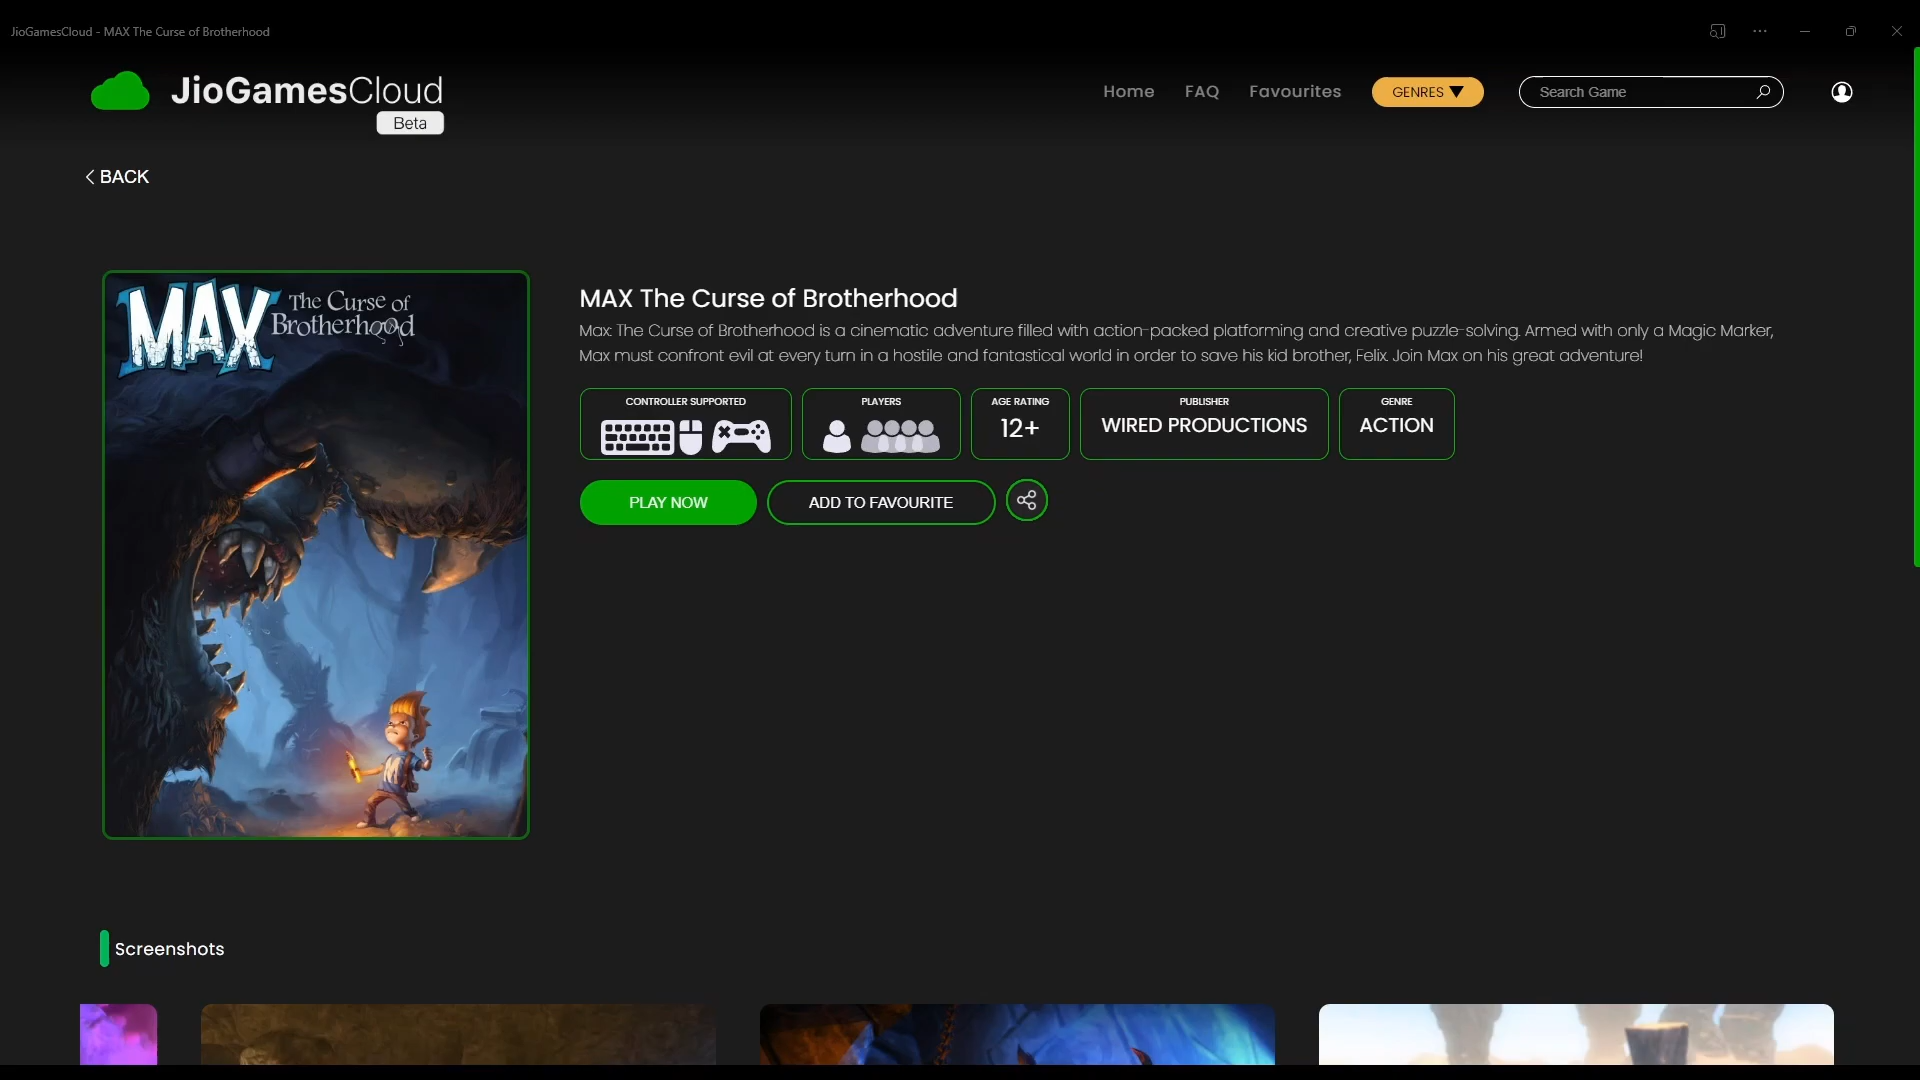 JioGamesCloud - MAX The Curse of Brotherhood
JioGamesCloud
Beta
Home
FAQ
Favourites
GENRES
Search Game
BACK
MAX The Curse of
Brotherhood
MAX The Curse of Brotherhood
Max: The Curse of Brotherhood is a cinematic adventure filled with action-packed platforming and creative puzzle-solving. Armed with only a Magic Marker,
Max must confront evil at every turn in a hostile and fantastical world in order to save his kid brother, Felix. Join Max on his great adventure!
CONTROLLER SUPPORTED
PLAYERS
AGE RATING
12+
PUBLISHER
WIRED PRODUCTIONS
GENRE
ACTION
PLAY NOW
ADD TO FAVOURITE
M
Screenshots